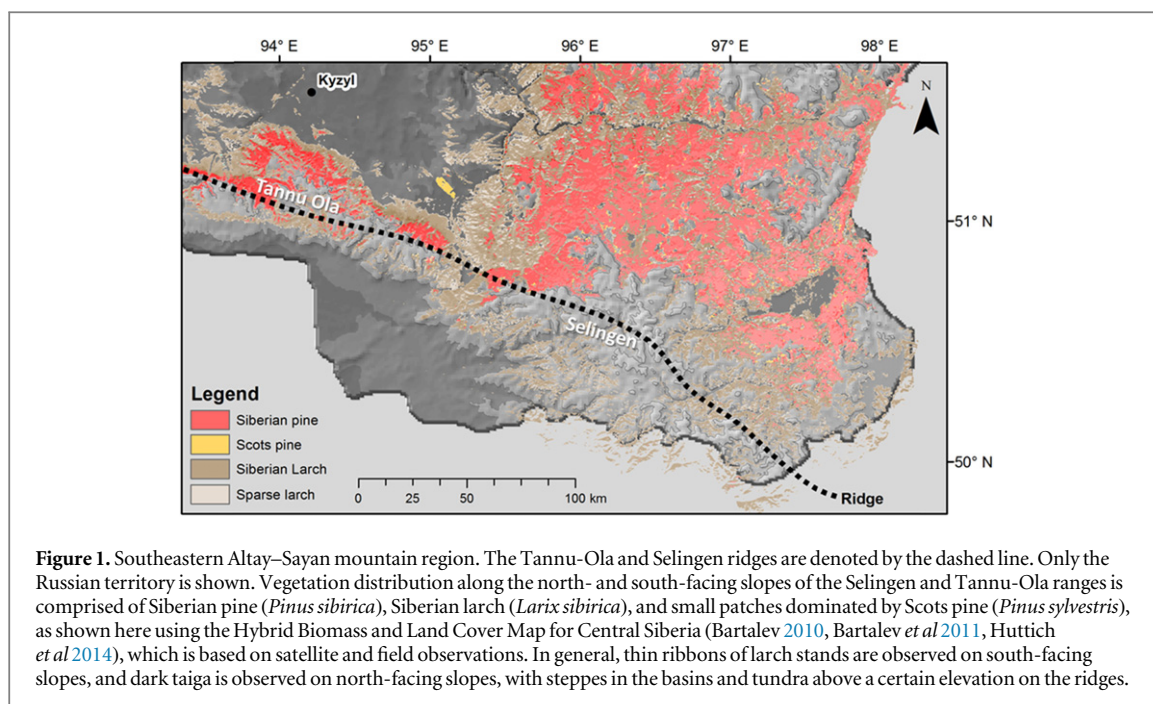 94° E 95° E 96° E 97° E 98° E
N
Kyzyl
Tannu Ola
51° N
Selingen
Legend
Siberian pine
Scots pine
Siberian Larch
Sparse larch
0 25 50 100 km
50° N
Ridge
Figure 1. Southeastern Altay–Sayan mountain region. The Tannu-Ola and Selingen ridges are denoted by the dashed line. Only the
Russian territory is shown. Vegetation distribution along the north- and south-facing slopes of the Selingen and Tannu-Ola ranges is
comprised of Siberian pine (Pinus sibirica), Siberian larch (Larix sibirica), and small patches dominated by Scots pine (Pinus sylvestris),
as shown here using the Hybrid Biomass and Land Cover Map for Central Siberia (Bartalev 2010, Bartalev et al 2011, Huttich
et al 2014), which is based on satellite and field observations. In general, thin ribbons of larch stands are observed on south-facing
slopes, and dark taiga is observed on north-facing slopes, with steppes in the basins and tundra above a certain elevation on the ridges.